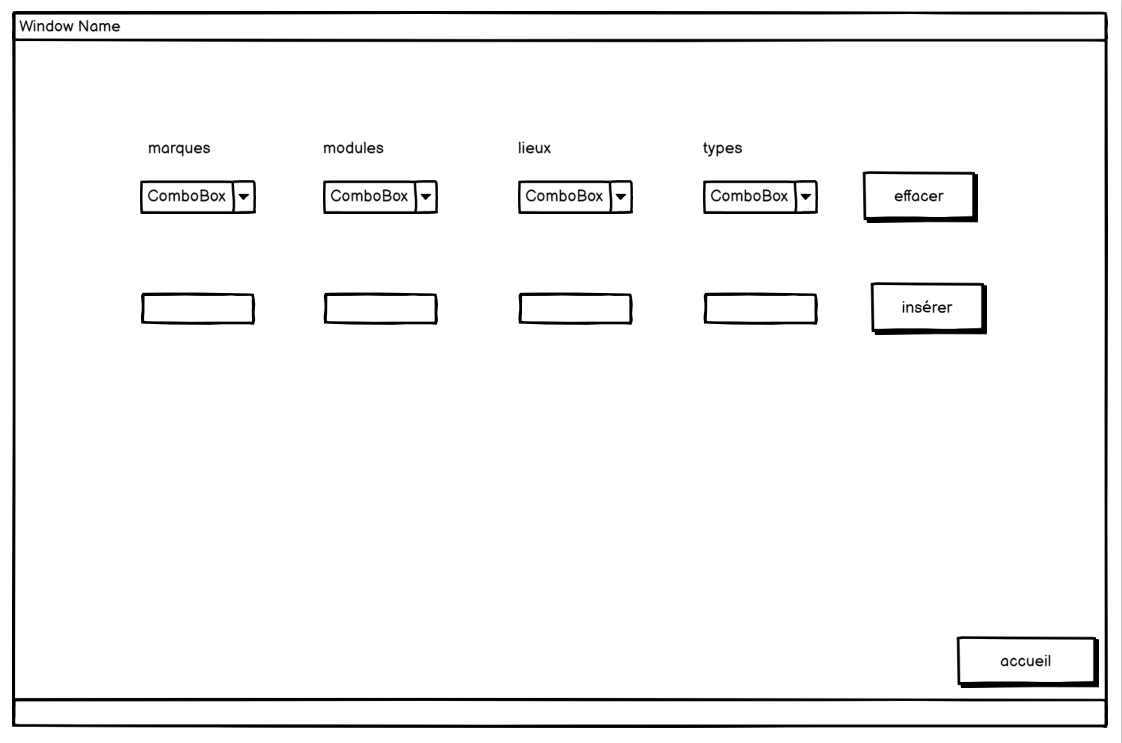 Window Name
marques modules lieux types
ComboBox ComboBox ComboBox ComboBox effacer
insérer
accueil